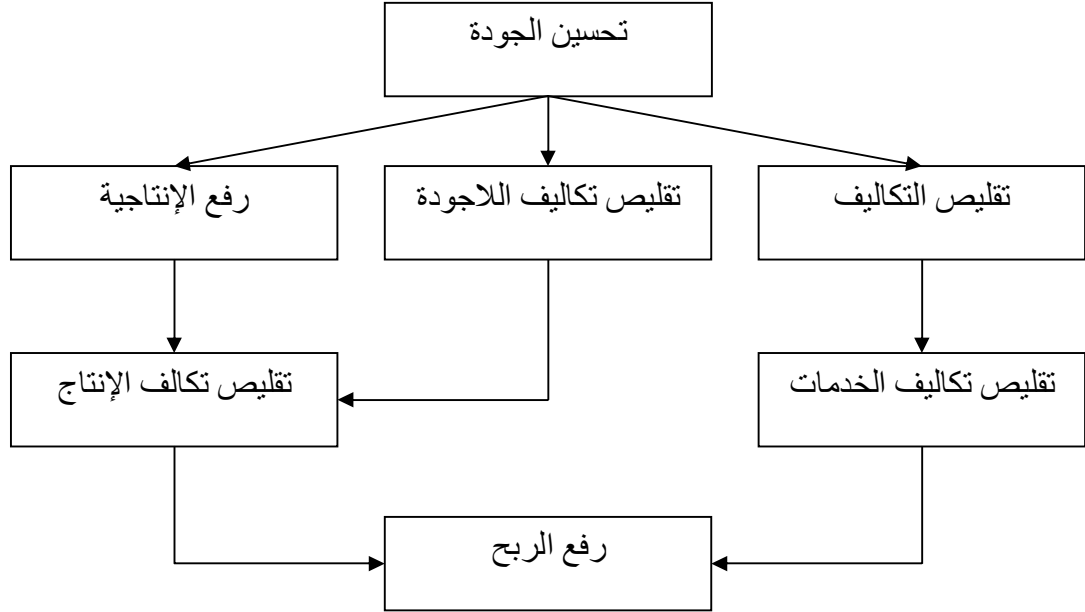 تحسين الجودة
تقليص التكاليف
تقليص تكاليف اللاجودة
رفع الإنتاجية
تقليص تكاليف الخدمات
تقليص تكالف الإنتاج
رفع الربح